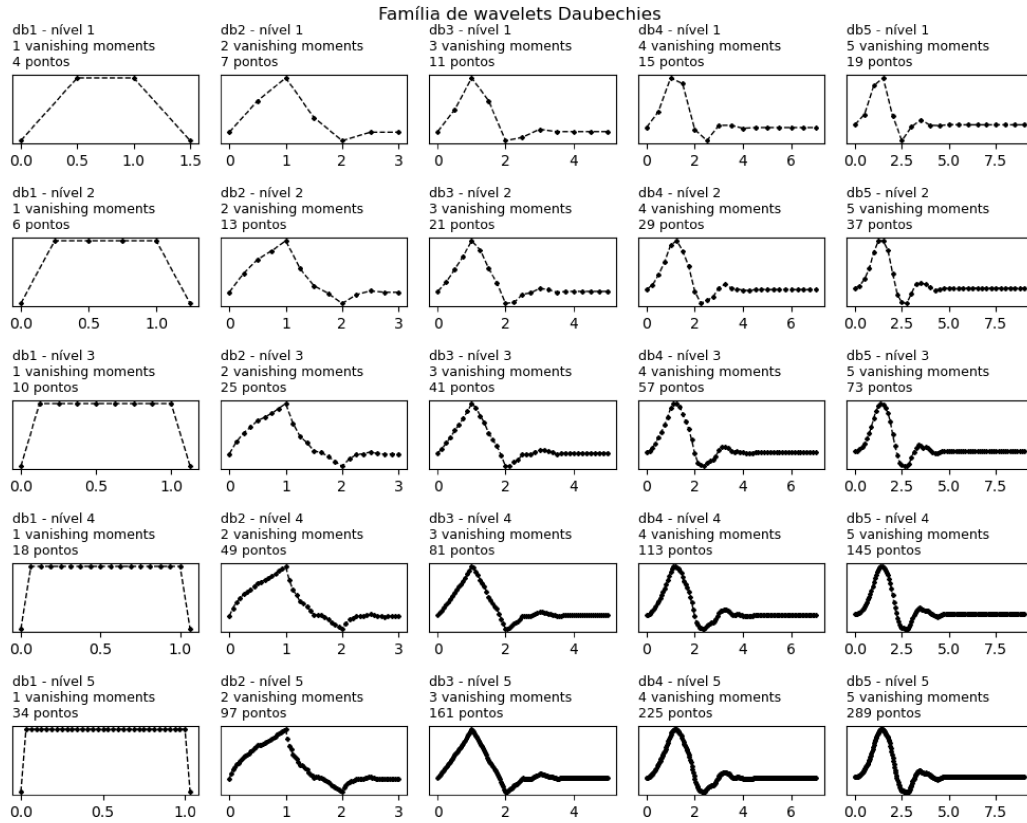 Família de wavelets Daubechies
db1 - nível 1
1 vanishing moments
4 pontos
0.0 0.5 1.0 1.5
db2 - nível 1
2 vanishing moments
7 pontos
0 1 2 3
db3 - nível 1
3 vanishing moments
11 pontos
0 2 4
db4 - nível 1
4 vanishing moments
15 pontos
0 2 4 6
db5 - nível 1
5 vanishing moments
19 pontos
0.0 2.5 5.0 7.5
db1 - nível 2
1 vanishing moments
6 pontos
0.0 0.5 1.0
db2 - nível 2
2 vanishing moments
13 pontos
0 1 2 3
db3 - nível 2
3 vanishing moments
21 pontos
0 2 4
db4 - nível 2
4 vanishing moments
29 pontos
0 2 4 6
db5 - nível 2
5 vanishing moments
37 pontos
0.0 2.5 5.0 7.5
db1 - nível 3
1 vanishing moments
10 pontos
0.0 0.5 1.0
db2 - nível 3
2 vanishing moments
25 pontos
0 1 2 3
db3 - nível 3
3 vanishing moments
41 pontos
0 2 4
db4 - nível 3
4 vanishing moments
57 pontos
0 2 4 6
db5 - nível 3
5 vanishing moments
73 pontos
0.0 2.5 5.0 7.5
db1 - nível 4
1 vanishing moments
18 pontos
0.0 0.5 1.0
db2 - nível 4
2 vanishing moments
49 pontos
0 1 2 3
db3 - nível 4
3 vanishing moments
81 pontos
0 2 4
db4 - nível 4
4 vanishing moments
113 pontos
0 2 4 6
db5 - nível 4
5 vanishing moments
145 pontos
0.0 2.5 5.0 7.5
db1 - nível 5
1 vanishing moments
34 pontos
0.0 0.5 1.0
db2 - nível 5
2 vanishing moments
97 pontos
0 1 2 3
db3 - nível 5
3 vanishing moments
161 pontos
0 2 4
db4 - nível 5
4 vanishing moments
225 pontos
0 2 4 6
db5 - nível 5
5 vanishing moments
289 pontos
0.0 2.5 5.0 7.5